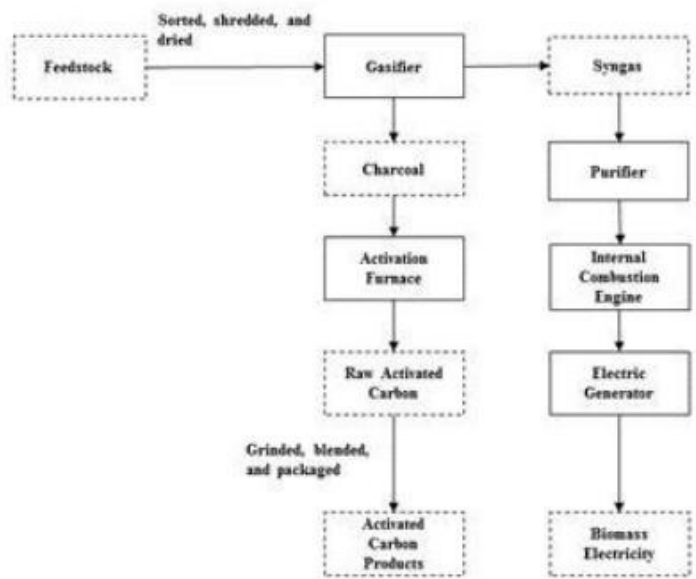 Sorted, shredded, and
dried
Feedstock
Gasifier
Syngas
Charcoal
Purifier
Activation
Furnace
Internal
Combustion
Engine
Raw Activated
Carbon
Electric
Generator
Grinded, blended,
and packaged
Activated
Carbon
Products
Biomass
Electricity